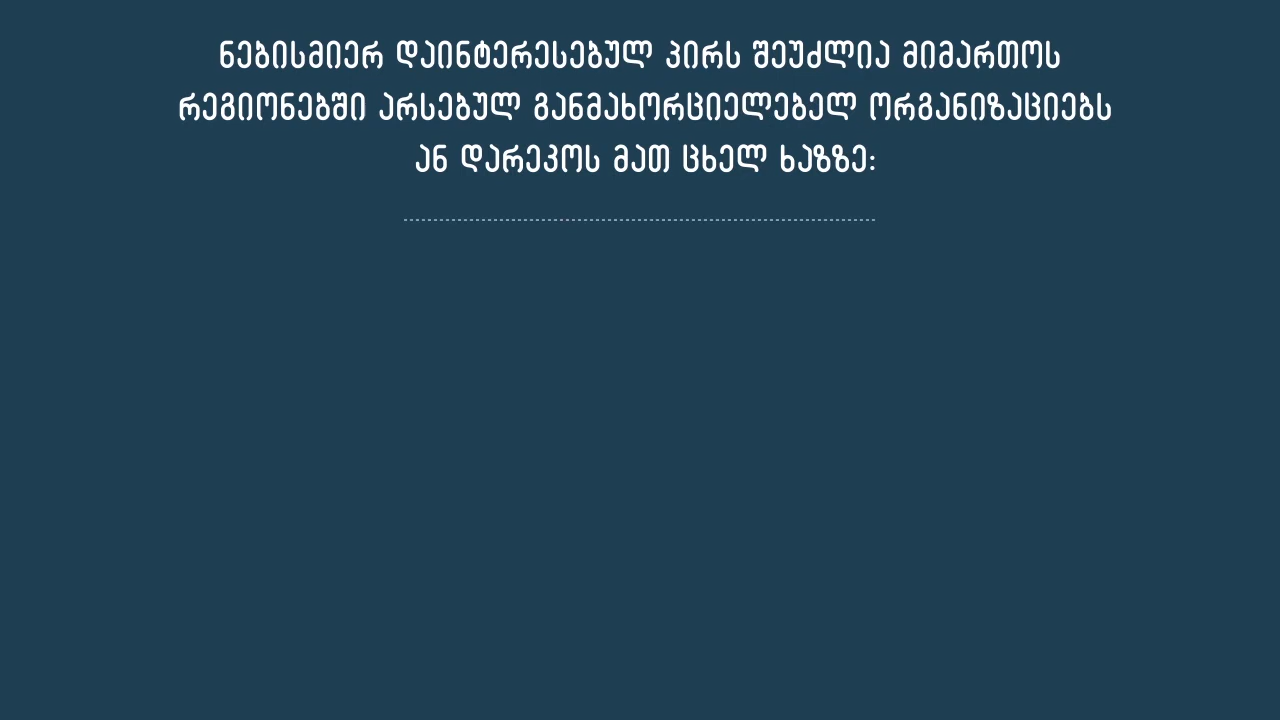 ნებისმიერ დაინტერესებულ პირს შეუძლია მიმართოს
რეგიონებში არსებულ განმახორციელებელ ორგანიზაციებს
ან დარეკოს მათ ცხელ ხაზზე: